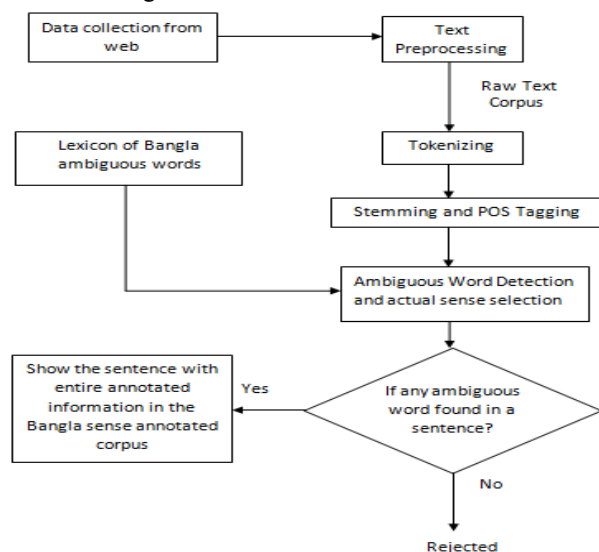 Data collection from
web
Text
Preprocessing
Raw Text
Corpus
Tokenizing
Lexicon of Bangla
ambiguous words
Stemming and POS Tagging
Ambiguous Word Detection
and actual sense selection
If any ambiguous
word found in a
sentence?
Yes
Show the sentence with
entire annotated
information in the
Bangla sense annotated
corpus
No
Rejected